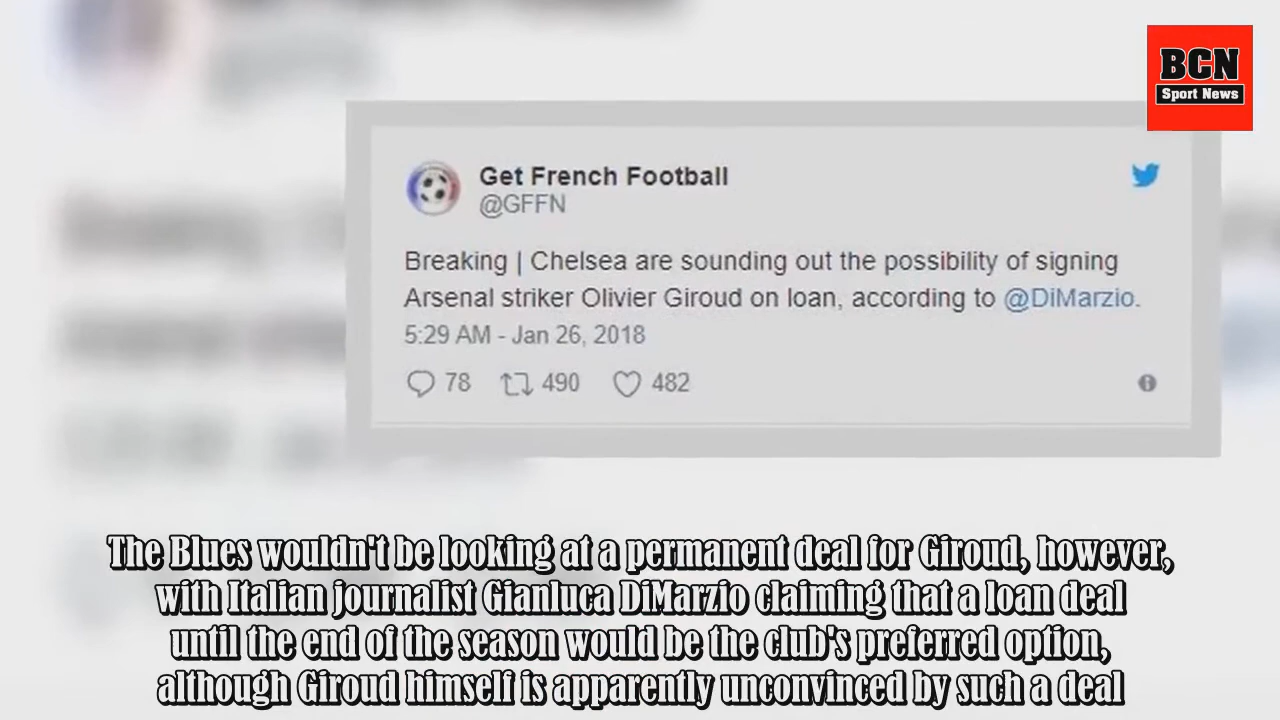 BCN
Sport News
Get French Football
@GFFN
Breaking | Chelsea are sounding out the possibility of signing
Arsenal striker Olivier Giroud on loan, according to @DiMarzio.
5:29 AM - Jan 26, 2018
78 490 482
The Blues wouldn't be looking at a permanent deal for Giroud, however,
with Italian journalist Gianluca DiMarzio claiming that a loan deal
until the end of the season would be the club's preferred option,
although Giroud himself is apparently unconvinced by such a deal